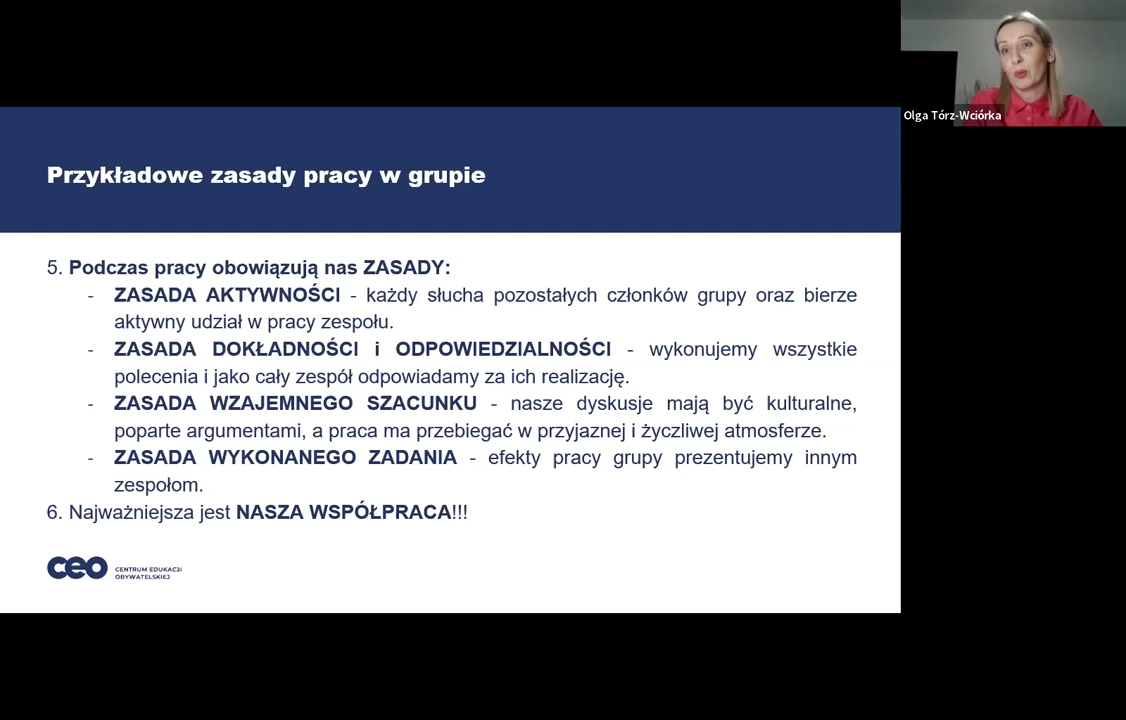 Olga Tórz-Wciórka
Przykładowe zasady pracy w grupie
5. Podczas pracy obowiązują nas ZASADY:
- ZASADA AKTYWNOŚCI - każdy słucha pozostałych członków grupy oraz bierze
aktywny udział w pracy zespołu.
- ZASADA DOKŁADNOŚCI i ODPOWIEDZIALNOŚCI - wykonujemy wszystkie
polecenia i jako cały zespół odpowiadamy za ich realizację.
- ZASADA WZAJEMNEGO SZACUNKU - nasze dyskusje mają być kulturalne,
poparte argumentami, a praca ma przebiegać w przyjaznej i życzliwej atmosferze.
- ZASADA WYKONANEGO ZADANIA - efekty pracy grupy prezentujemy innym
zespołom.
6. Najważniejsza jest NASZA WSPÓŁPRACA!!!
ceo CENTRUM EDUKACJI
OBYWATELSKIEJ